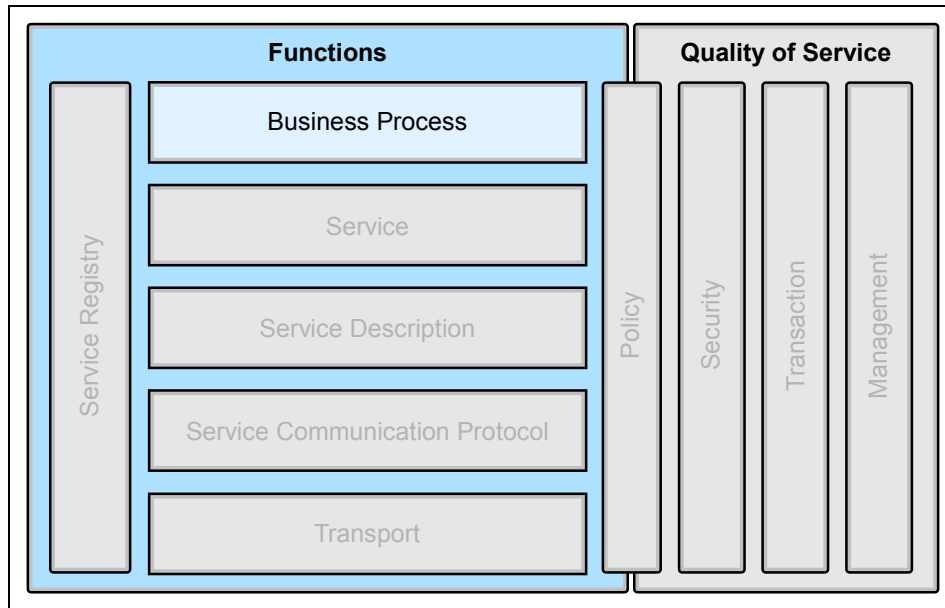 Functions
Quality of Service
Service Registry
Business Process
Service
Service Description
Service Communication Protocol
Transport
Policy
Security
Transaction
Management